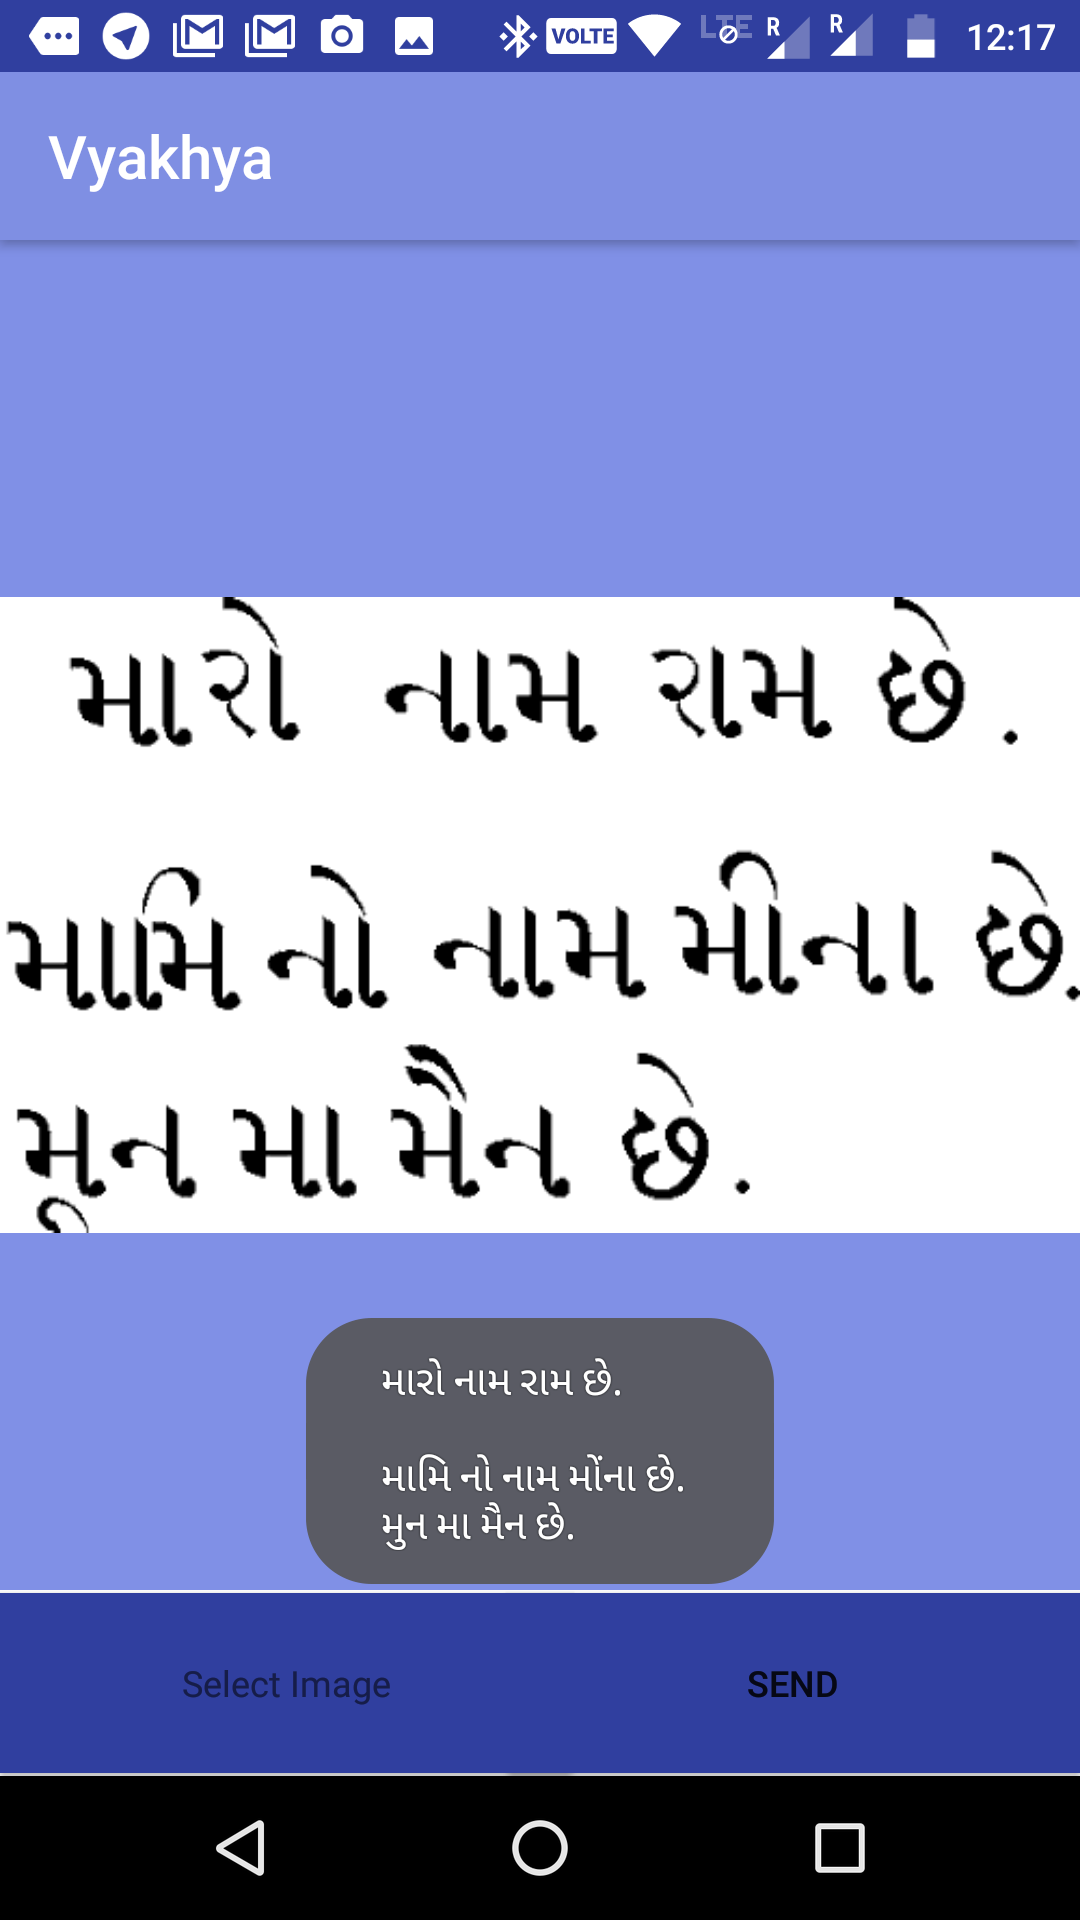 VOLTE LTE R R 12:17
Vyakhya
મારો નામ રામ છે.
મામિ નો નામ મીના છે.
મૂન મા મૈન છે.
મારો નામ રામ છે.
મામિ નો નામ મોંના છે.
મુન મા મૈન છે.
Select Image SEND